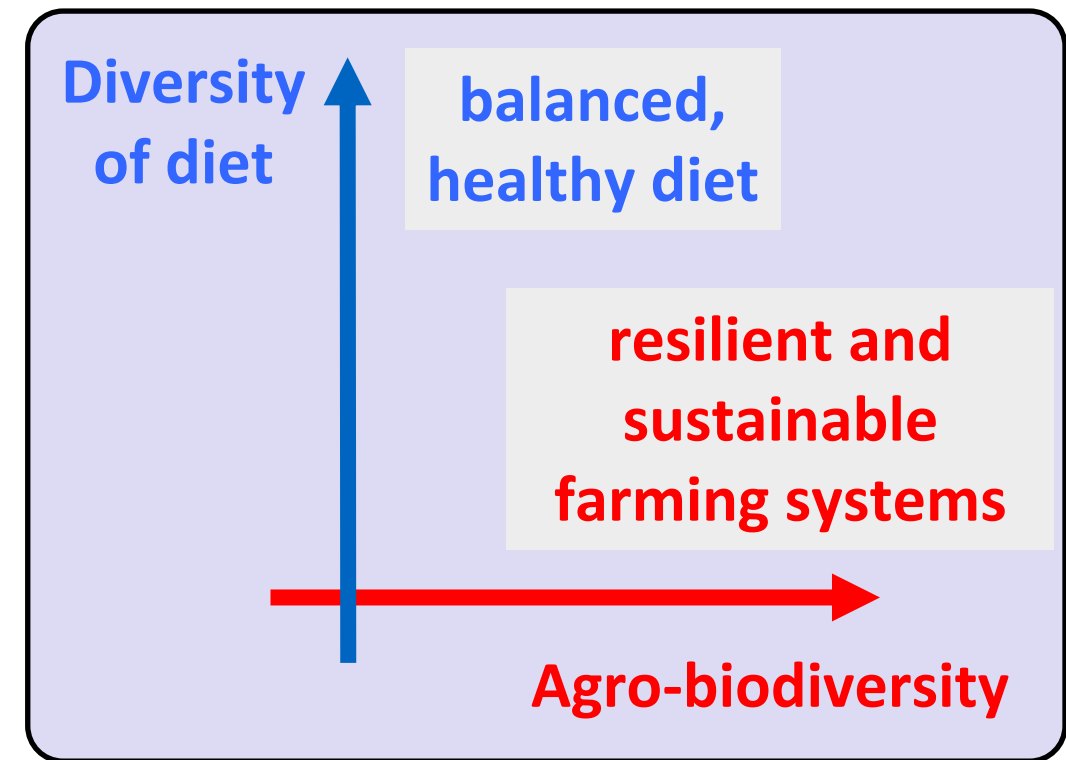 Diversity
of diet
balanced,
healthy diet
resilient and
sustainable
farming systems
Agro-biodiversity